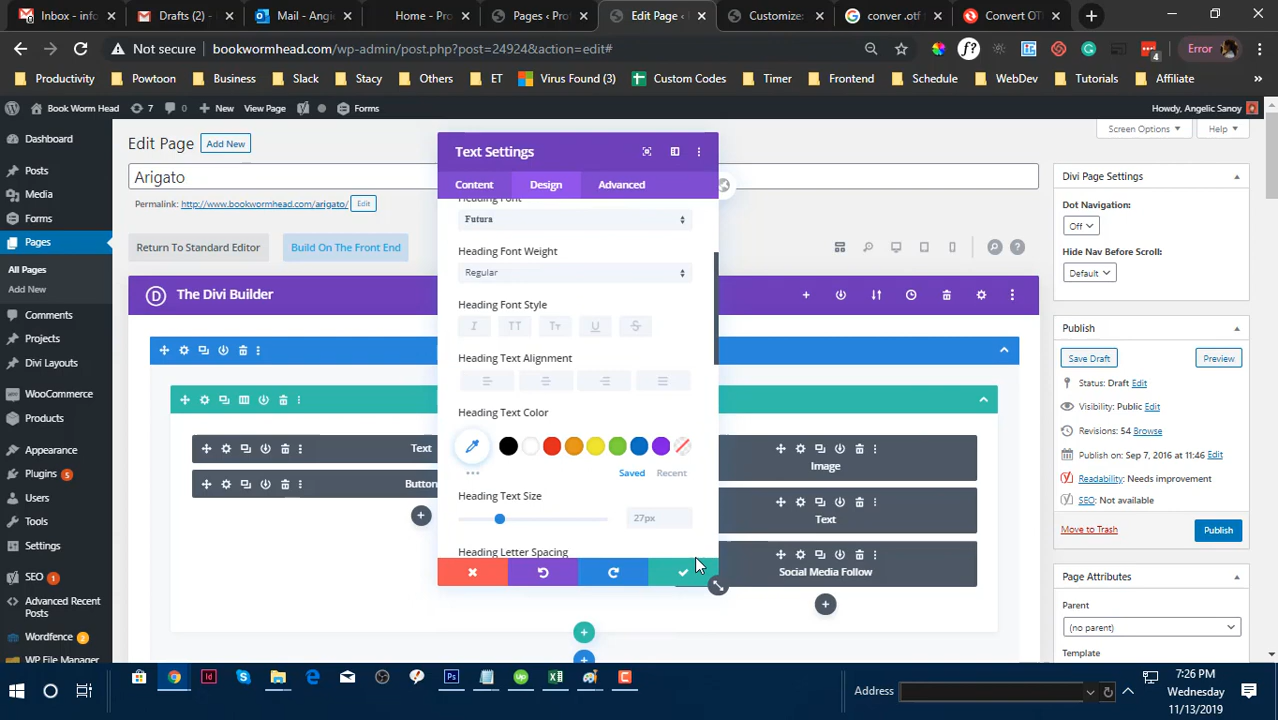 Inbox - info
Drafts (2) -
Mail - Angi
Home - Pro
Pages ‹ Pro
Edit Page ‹
Customize:
conver .otf
Convert OT
Not secure
bookwormhead.com/wp-admin/post.php?post=24924&action=edit#
4
Error
Productivity
Powtoon
Business
Slack
Stacy
Others
ET
Virus Found (3)
Custom Codes
Timer
Frontend
Schedule
WebDev
Tutorials
Affiliate
»
Book Worm Head
7
0
New
View Page
Forms
Howdy, Angelic Sanoy
Dashboard
Posts
Media
Forms
Pages
All Pages
Add New
Comments
Projects
Divi Layouts
WooCommerce
Products
Appearance
Plugins 5
Users
Tools
Settings
SEO 1
Advanced Recent
Posts
Wordfence 2
WP File Manager
Edit Page
Add New
Screen Options
Help
Arigato
Permalink: http://www.bookwormhead.com/arigato/ Edit
Return To Standard Editor
Build On The Front End
The Divi Builder
Text
Button
Image
Text
Social Media Follow
Text Settings
Content
Design
Advanced
Heading Font
Futura
Heading Font Weight
Regular
Heading Font Style
I
TT
Tт
U
S
Heading Text Alignment
Heading Text Color
Saved
Recent
Heading Text Size
27px
Heading Letter Spacing
Divi Page Settings
Dot Navigation:
Off
Hide Nav Before Scroll:
Default
Publish
Save Draft
Preview
Status: Draft Edit
Visibility: Public Edit
Revisions: 54 Browse
Publish on: Sep 7, 2016 at 11:46 Edit
Readability: Needs improvement
SEO: Not available
Move to Trash
Publish
Page Attributes
Parent
(no parent)
Template
Address
7:26 PM
Wednesday
11/13/2019